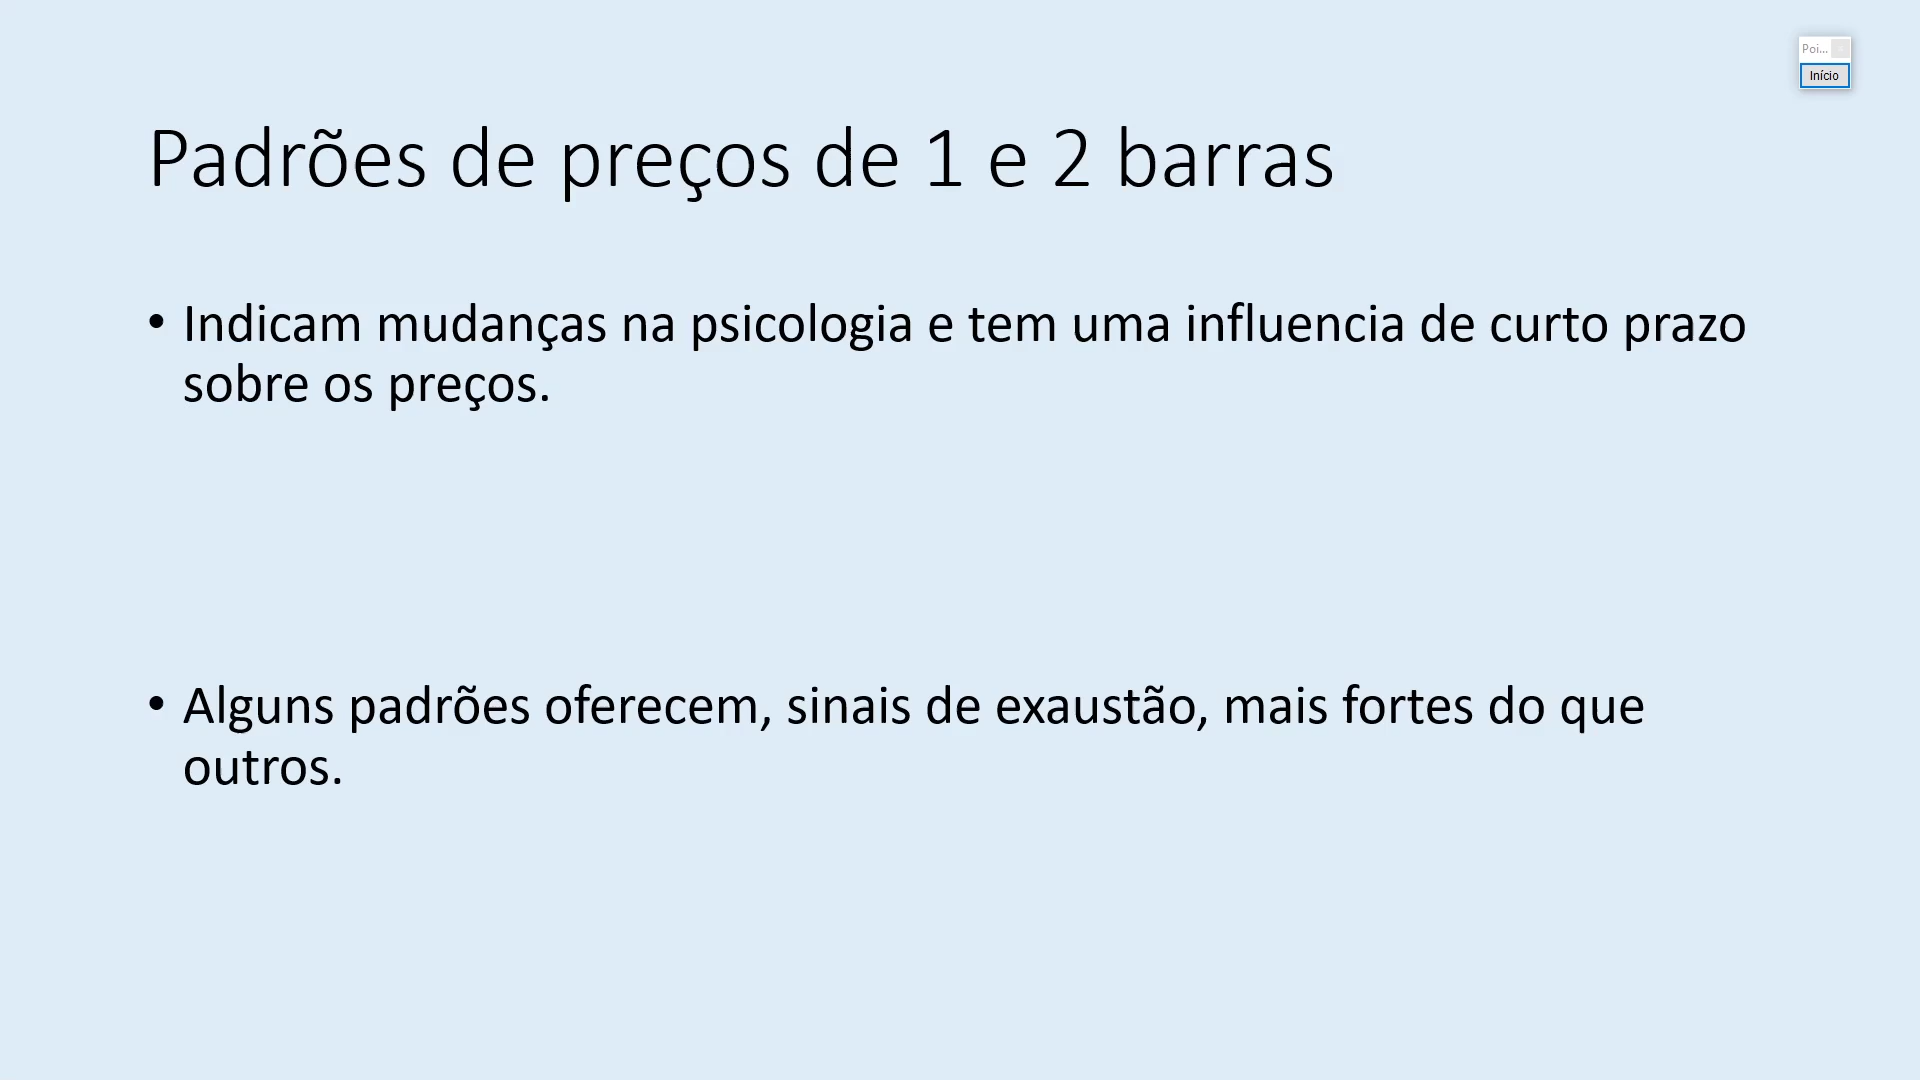 Poi...
Início
Padrões de preços de 1 e 2 barras
• Indicam mudanças na psicologia e tem uma influencia de curto prazo
sobre os preços.
• Alguns padrões oferecem, sinais de exaustão, mais fortes do que
outros.